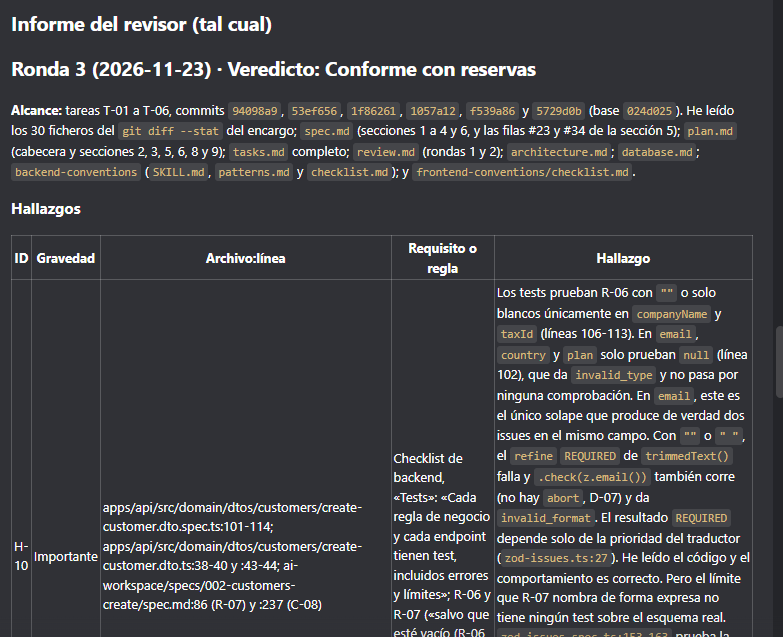 Informe del revisor (tal cual)
Ronda 3 (2026-11-23) · Veredicto: Conforme con reservas
Alcance: tareas T-01 a T-06, commits 94098a9, 53ef656, 1f86261, 1057a12, f539a86 y 5729d0b (base 024d025). He leído
los 30 ficheros del git diff --stat del encargo; spec.md (secciones 1 a 4 y 6, y las filas #23 y #34 de la sección 5); plan.md
(cabecera y secciones 2, 3, 5, 6, 8 y 9); tasks.md completo; review.md (rondas 1 y 2); architecture.md; database.md;
backend-conventions (SKILL.md, patterns.md y checklist.md); y frontend-conventions/checklist.md.
Hallazgos
ID Gravedad Archivo:línea Requisito o regla Hallazgo
H-10
Importante
apps/api/src/domain/dtos/customers/create-
customer.dto.spec.ts:101-114;
apps/api/src/domain/dtos/customers/create-
customer.dto.ts:38-40 y :43-44; ai-
workspace/specs/002-customers-
create/spec.md:86 (R-07) y :237 (C-08)
Checklist de
backend,
«Tests»: «Cada
regla de negocio
y cada endpoint
tienen test,
incluidos errores
y límites»; R-06 y
R-07 («salvo que
esté vacío (R-06
Los tests prueban R-06 con "" o solo
blancos únicamente en companyName y
taxId (líneas 106-113). En email,
country y plan solo prueban null (línea
102), que da invalid_type y no pasa por
ninguna comprobación. En email, este es
el único solape que produce de verdad dos
issues en el mismo campo. Con "" o " ",
el refine REQUIRED de trimmedText()
falla y .check(z.email()) también corre
(no hay abort, D-07) y da
invalid_format. El resultado REQUIRED
depende solo de la prioridad del traductor
(zod-issues.ts:27). He leído el código y el
comportamiento es correcto. Pero el límite
que R-07 nombra de forma expresa no
tiene ningún test sobre el esquema real.
zod-issues.spec.ts:153-163 prueba la